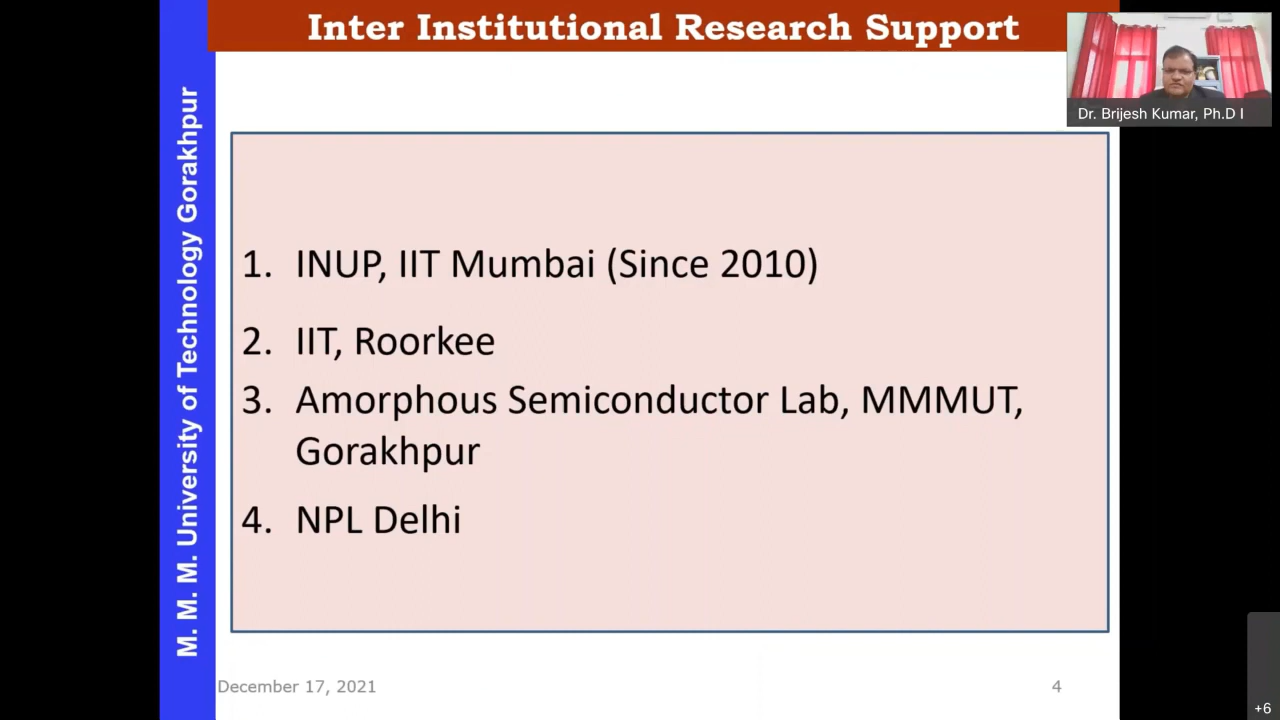 Inter Institutional Research Support
Dr. Brijesh Kumar, Ph.D I
M. M. M. University of Technology Gorakhpur
1. INUP, IIT Mumbai (Since 2010)
2. IIT, Roorkee
3. Amorphous Semiconductor Lab, MMMUT,
Gorakhpur
4. NPL Delhi
December 17, 2021
4
+6